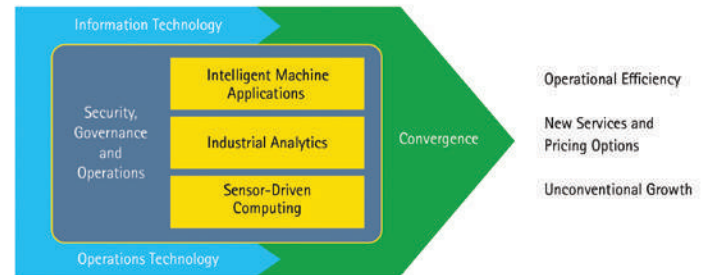 Information Technology
Security,
Governance
and
Operations
Intelligent Machine
Applications
Industrial Analytics
Sensor-Driven
Computing
Convergence
Operations Technology
Operational Efficiency
New Services and
Pricing Options
Unconventional Growth